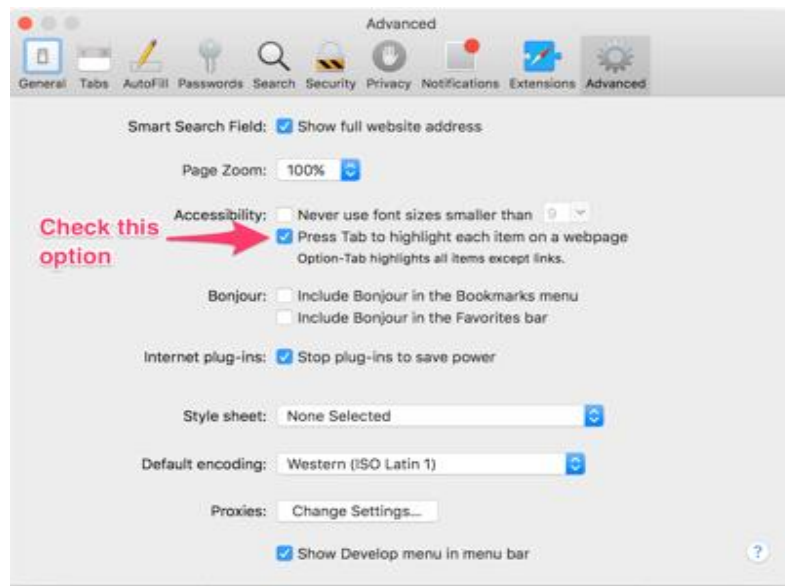 Advanced
General Tabs AutoFill Passwords Search Security Privacy Notifications Extensions Advanced
Smart Search Field: Show full website address
Page Zoom: 100%
Accessibility: Never use font sizes smaller than 9
Check this option
Press Tab to highlight each item on a webpage
Option-Tab highlights all items except links.
Bonjour: Include Bonjour in the Bookmarks menu
Include Bonjour in the Favorites bar
Internet plug-ins: Stop plug-ins to save power
Style sheet: None Selected
Default encoding: Western (ISO Latin 1)
Proxies: Change Settings...
Show Develop menu in menu bar
?